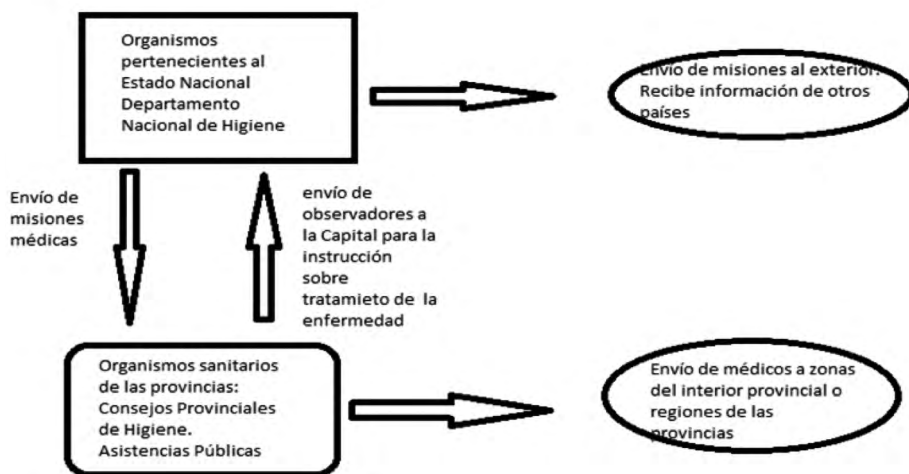 Organismos
pertenecientes al
Estado Nacional
Departamento
Nacional de Higiene
Envío de misiones al exterior.
Recibe información de otros
países
Envío de
misiones
médicas
envío de
observadores a
la Capital para la
instrucción
sobre
tratamieto de la
enfermedad
Organismos sanitarios
de las provincias:
Consejos Provinciales
de Higiene.
Asistencias Públicas
Envío de médicos a zonas
del interior provincial o
regiones de las
provincias